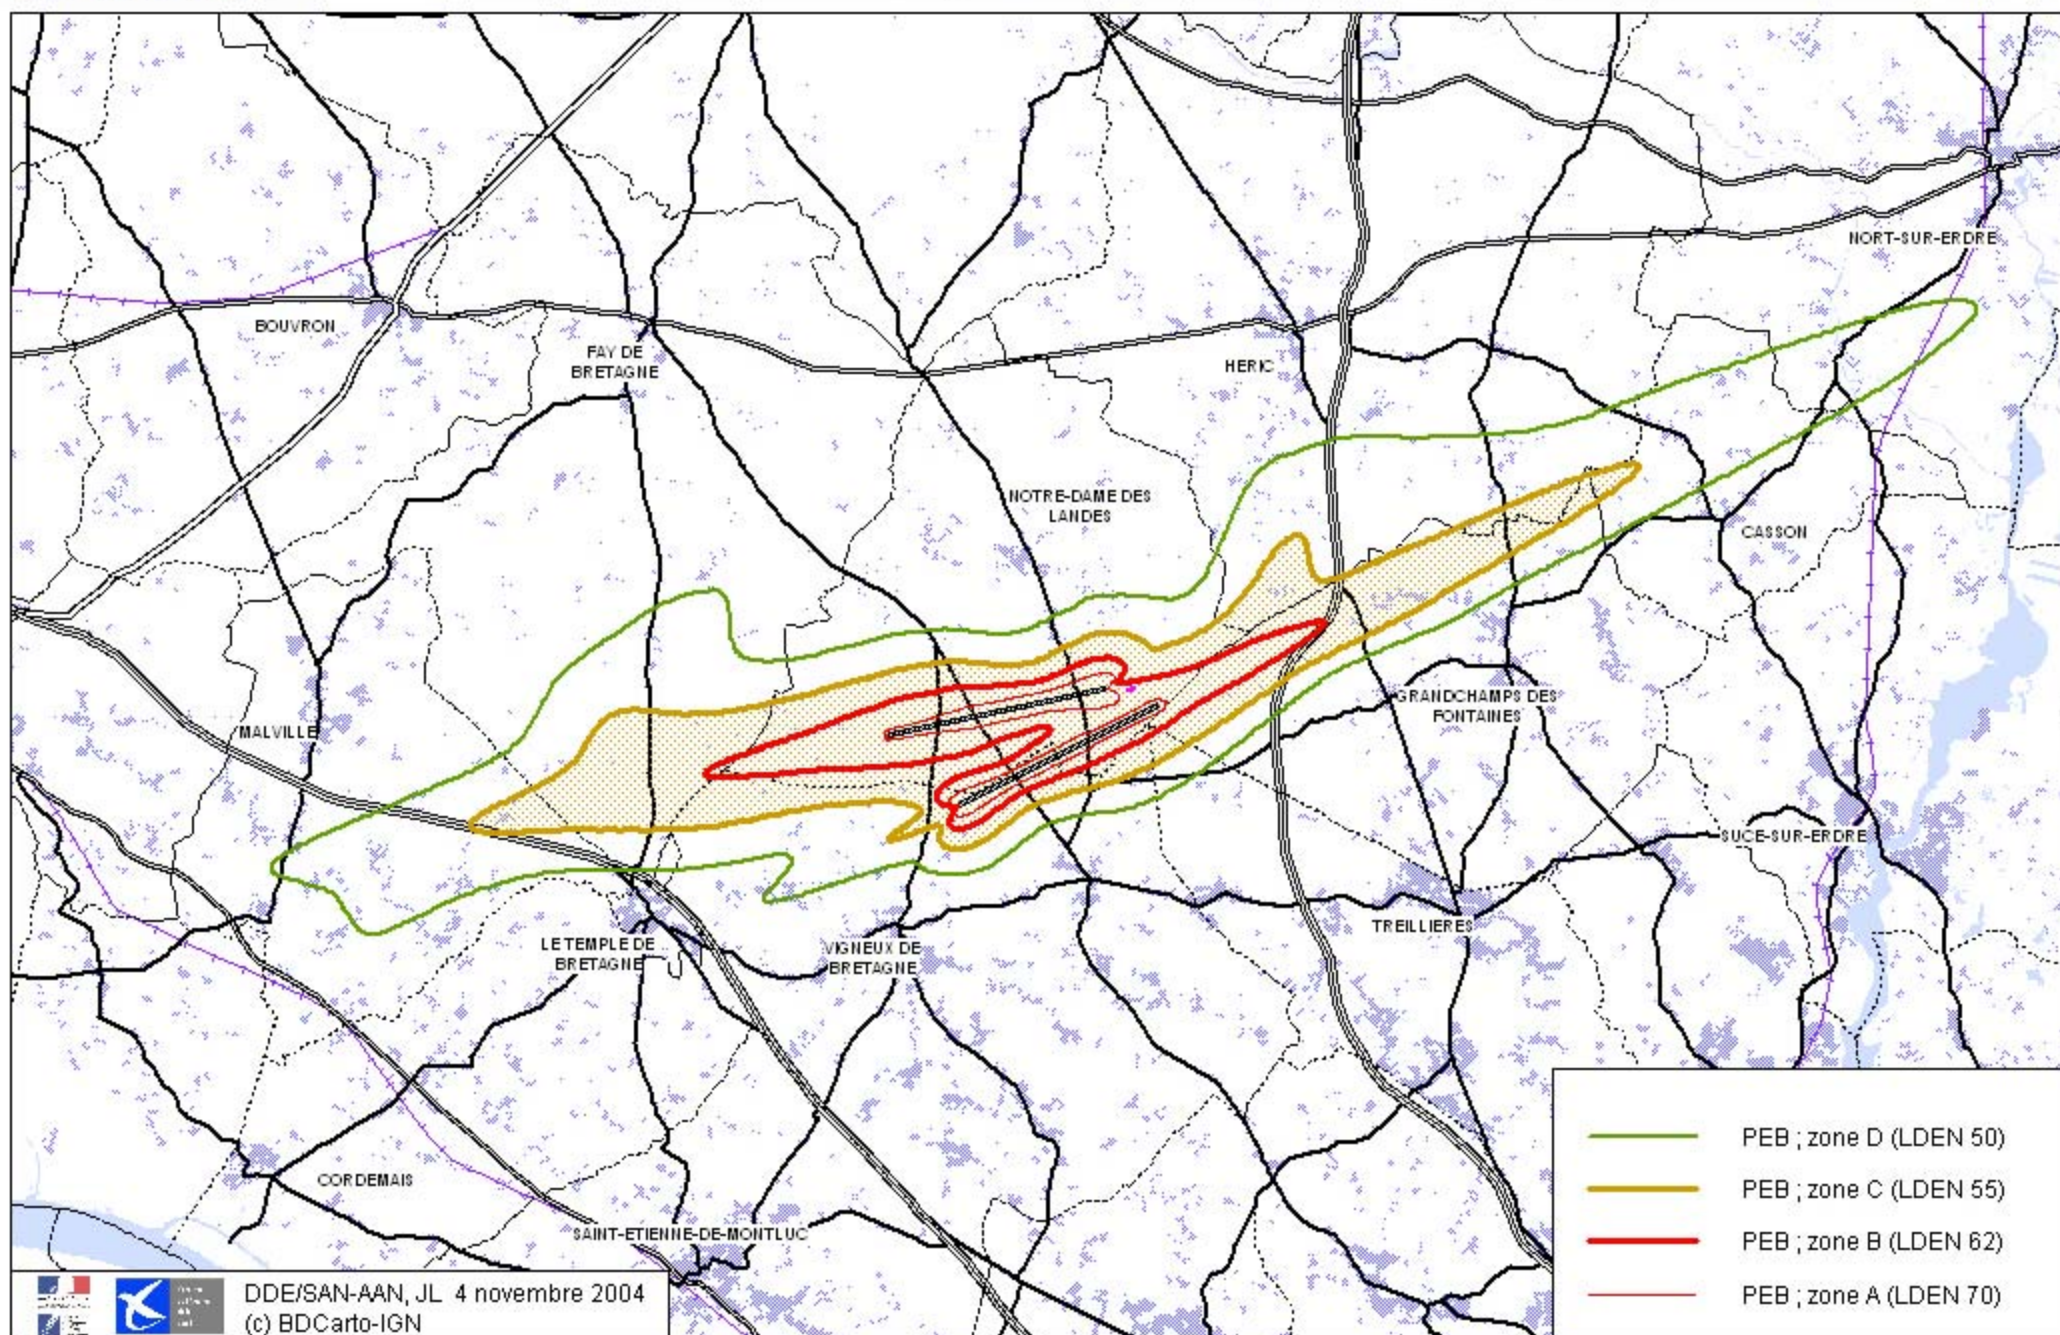 NORT-SUR-ERDRE
BOUVRON
FAY DE
BRETAGNE
HERIC
NOTRE-DAME DES
LANDES
CASSON
GRANDCHAMPS DES
FONTAINES
MALVILLE
SUCE-SUR-ERDRE
TREILLIERES
LE TEMPLE DE
BRETAGNE
VIGNEUX DE
BRETAGNE
CORDEMAIS
SAINT-ETIENNE-DE-MONTLUC
PEB ; zone D (LDEN 50)
PEB ; zone C (LDEN 55)
PEB ; zone B (LDEN 62)
PEB ; zone A (LDEN 70)
DDE/SAN-AAN, JL 4 novembre 2004
(c) BDCarto-IGN